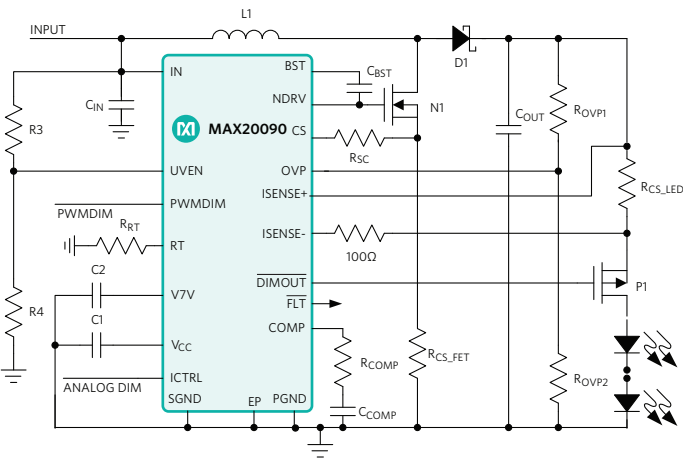 L1
INPUT
D1
IN
BST
CBST
CIN
NDRV
N1
COUT
ROVP1
R3
MAX20090
CS
RSC
UVEN
OVP
ISENSE+
RCS_LED
PWMDIM
PWMDIM
RRT
ISENSE-
RT
100Ω
C2
V7V
DIMOUT
P1
FLT
R4
C1
COMP
VCC
RCOMP
RCS_FET
ANALOG DIM
ICTRL
ROVP2
SGND
EP
PGND
CCOMP